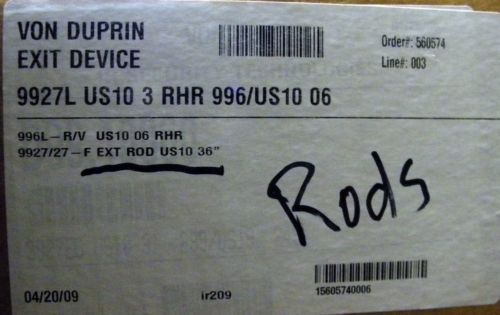 VON DUPRIN
EXIT DEVICE
Order#: 560574
Line#: 003
9927L US10 3 RHR 996/US10 06
996L-R/V US10 06 RHR
9927/27-F EXT ROD US10 36"
Rods
15605740006
04/20/09 ir209